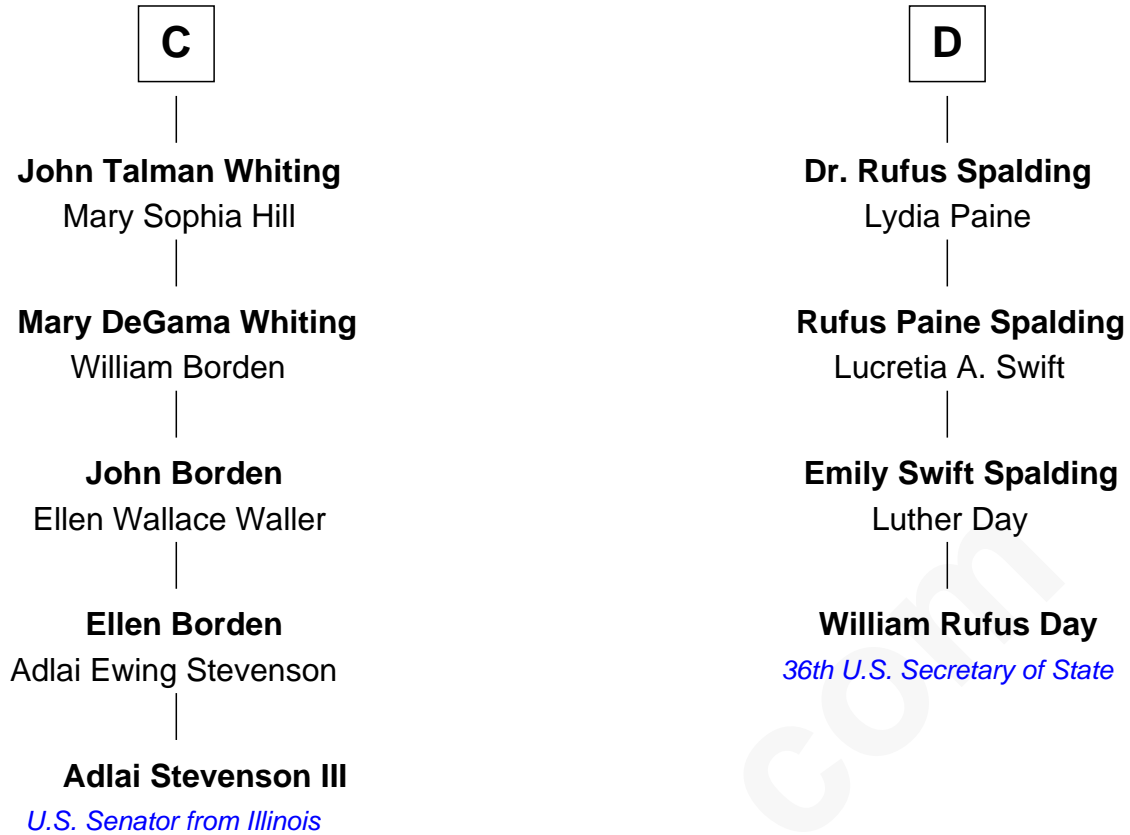 C
John Talman Whiting
Mary Sophia Hill
Mary DeGama Whiting
William Borden
John Borden
Ellen Wallace Waller
Ellen Borden
Adlai Ewing Stevenson
Adlai Stevenson III
U.S. Senator from Illinois
D
Dr. Rufus Spalding
Lydia Paine
Rufus Paine Spalding
Lucretia A. Swift
Emily Swift Spalding
Luther Day
William Rufus Day
36th U.S. Secretary of State
com